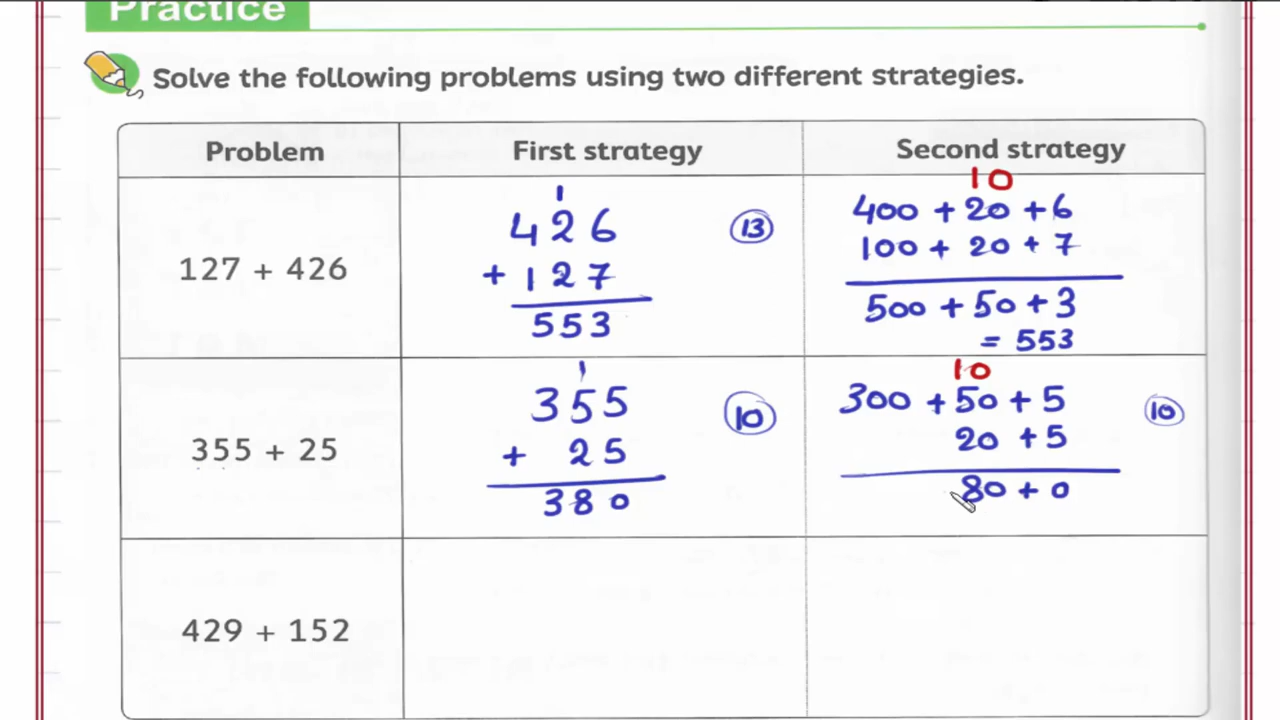 Practice
Solve the following problems using two different strategies.
Problem First strategy Second strategy
127 + 426
1
426
+ 127
553
13
10
400 + 20 + 6
100 + 20 + 7
500 + 50 + 3
= 553
355 + 25
1
355
+ 25
380
10
10
300 + 50 + 5
20 + 5
80 + 0
10
429 + 152